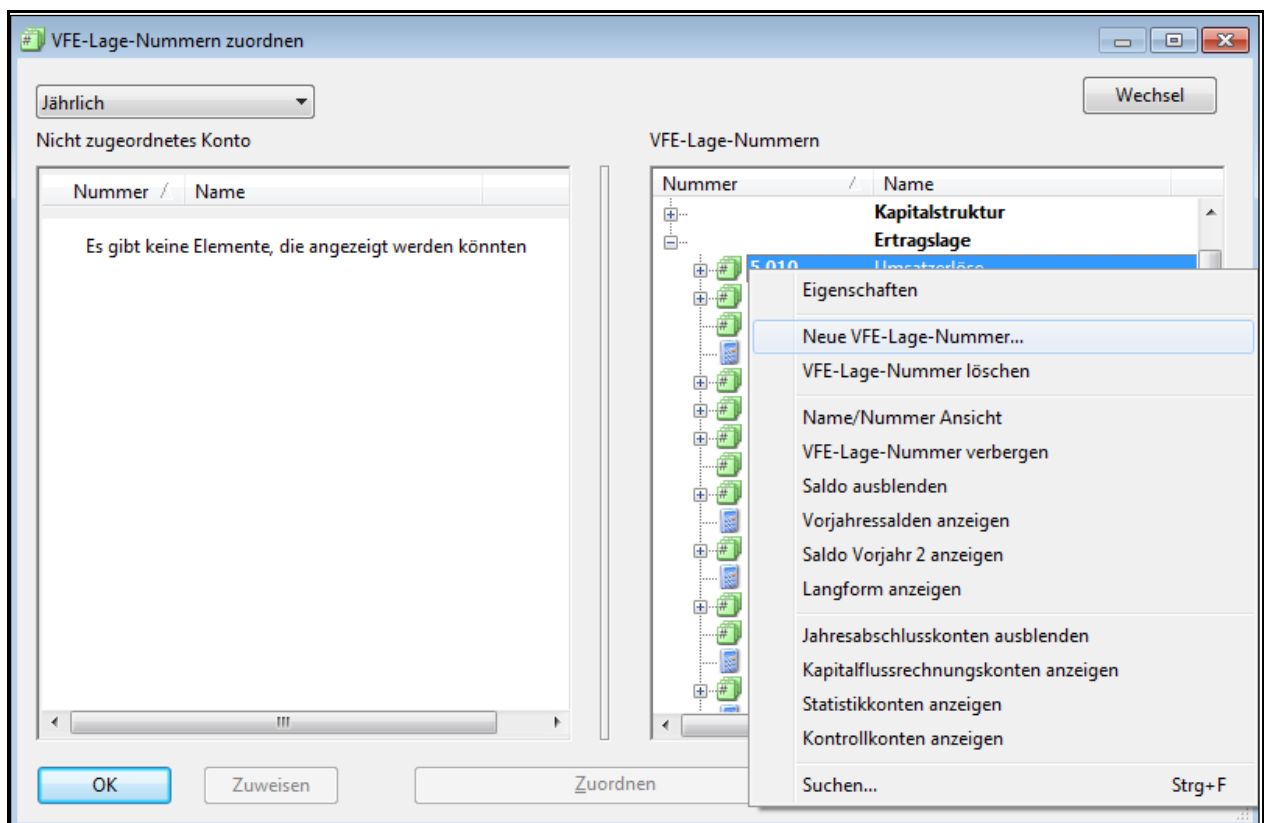 VFE-Lage-Nummern zuordnen
Jährlich
Wechsel
Nicht zugeordnetes Konto
VFE-Lage-Nummern
Nummer Name
Es gibt keine Elemente, die angezeigt werden könnten
Nummer Name
Kapitalstruktur
Ertragslage
5.010 Umsatzerlöse
Eigenschaften
Neue VFE-Lage-Nummer...
VFE-Lage-Nummer löschen
Name/Nummer Ansicht
VFE-Lage-Nummer verbergen
Saldo ausblenden
Vorjahressalden anzeigen
Saldo Vorjahr 2 anzeigen
Langform anzeigen
Jahresabschlusskonten ausblenden
Kapitalflussrechnungskonten anzeigen
Statistikkonten anzeigen
Kontrollkonten anzeigen
Suchen... Strg+F
OK
Zuweisen
Zuordnen